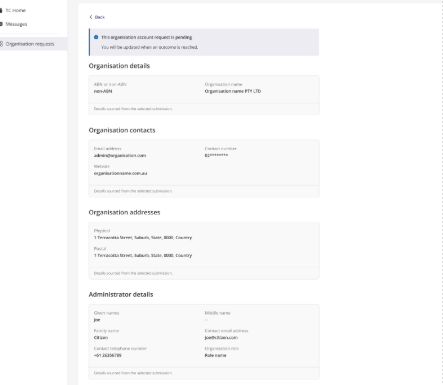 TC Home
Messages
Organisation requests
Back
This organisation account request is pending
You will be updated when an outcome is reached.
Organisation details
ABN or non-ABN
non-ABN
Organisation name
Organisation name PTY LTD
Details sourced from the selected submission.
Organisation contacts
Email address
admin@organisation.com
Contact number
02********
Website
organisationname.com.au
Details sourced from the selected submission.
Organisation addresses
Physical
1 Terracotta Street, Suburb, State, 8888, Country
Postal
1 Terracotta Street, Suburb, State, 8888, Country
Details sourced from the selected submission.
Administrator details
Given names
Joe
Middle name
-
Family name
Citizen
Contact email address
joe@citizen.com
Contact telephone number
Organisation role
Role name
Details sourced from the selected submission.